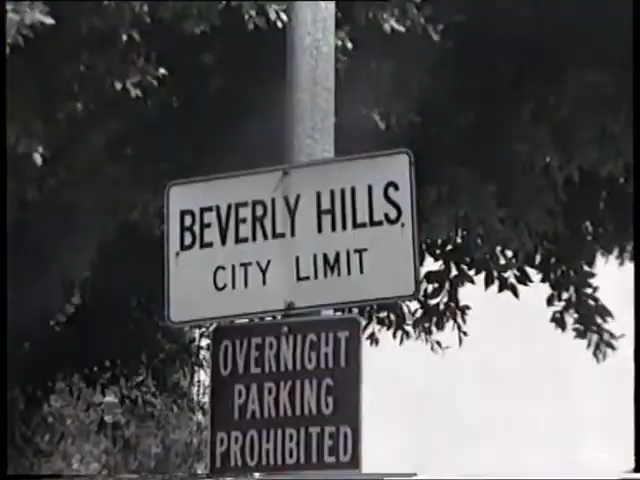 BEVERLY HILLS
CITY LIMIT
OVERNIGHT
PARKING
PROHIBITED